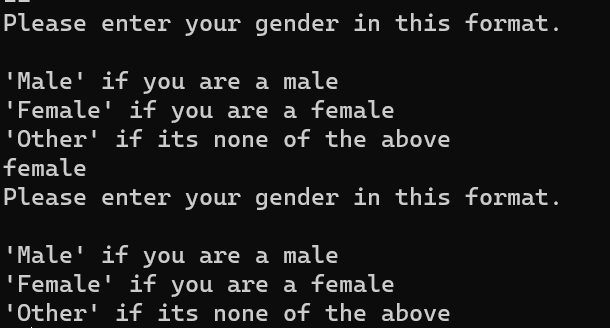 Please enter your gender in this format.
'Male' if you are a male
'Female' if you are a female
'Other' if its none of the above
female
Please enter your gender in this format.
'Male' if you are a male
'Female' if you are a female
'Other' if its none of the above